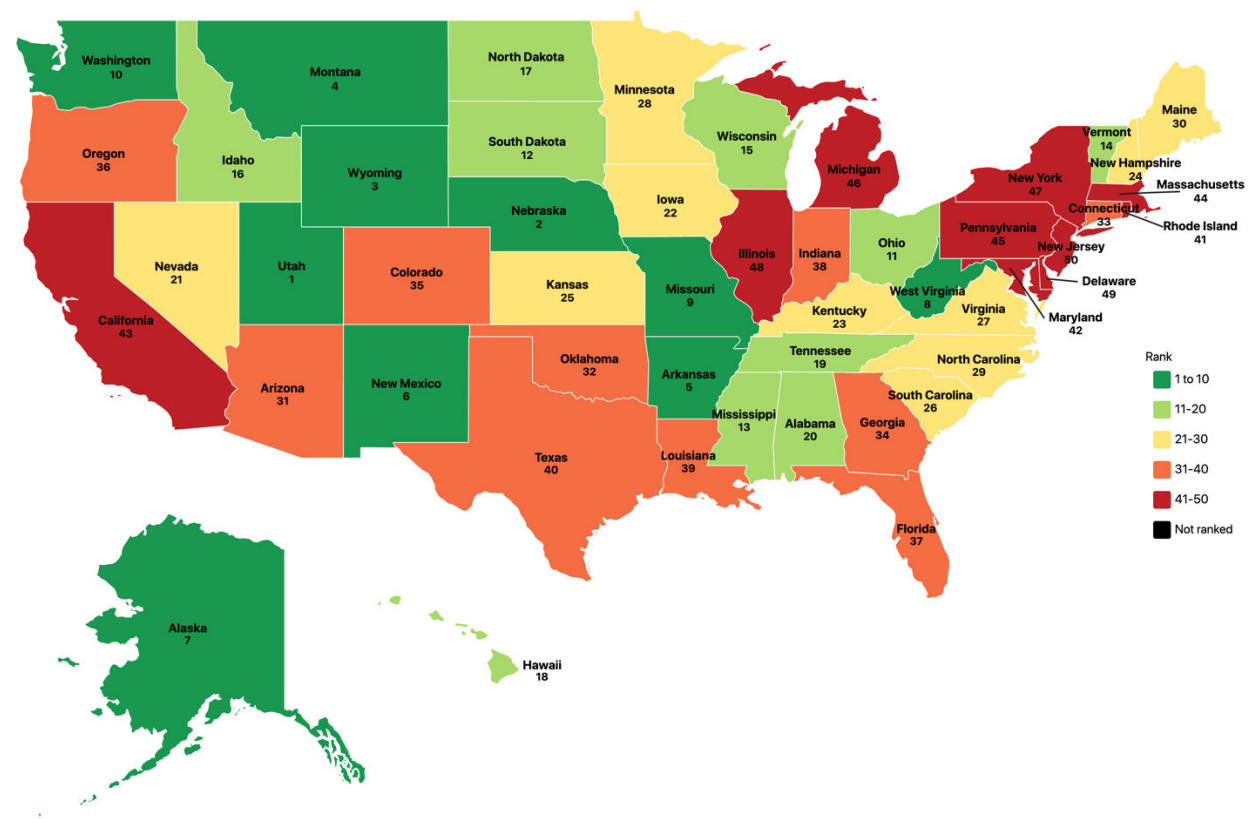 Washington
10
Montana
4
North Dakota
17
Minnesota
28
Maine
30
Vermont
14
New Hampshire
24
Massachusetts
44
Rhode Island
41
Connecticut
33
New York
47
Oregon
36
Idaho
16
Wyoming
3
South Dakota
12
Wisconsin
15
Michigan
46
Nebraska
2
Iowa
22
Pennsylvania
45
New Jersey
50
Delaware
49
Maryland
42
Nevada
21
Utah
1
Colorado
35
Kansas
25
Missouri
9
Illinois
48
Indiana
38
Ohio
11
West Virginia
8
Virginia
27
Kentucky
23
California
43
Arizona
31
New Mexico
6
Oklahoma
32
Arkansas
5
Tennessee
19
North Carolina
29
South Carolina
26
Texas
40
Louisiana
39
Mississippi
13
Alabama
20
Georgia
34
Florida
37
Alaska
7
Hawaii
18
Rank
1 to 10
11-20
21-30
31-40
41-50
Not ranked